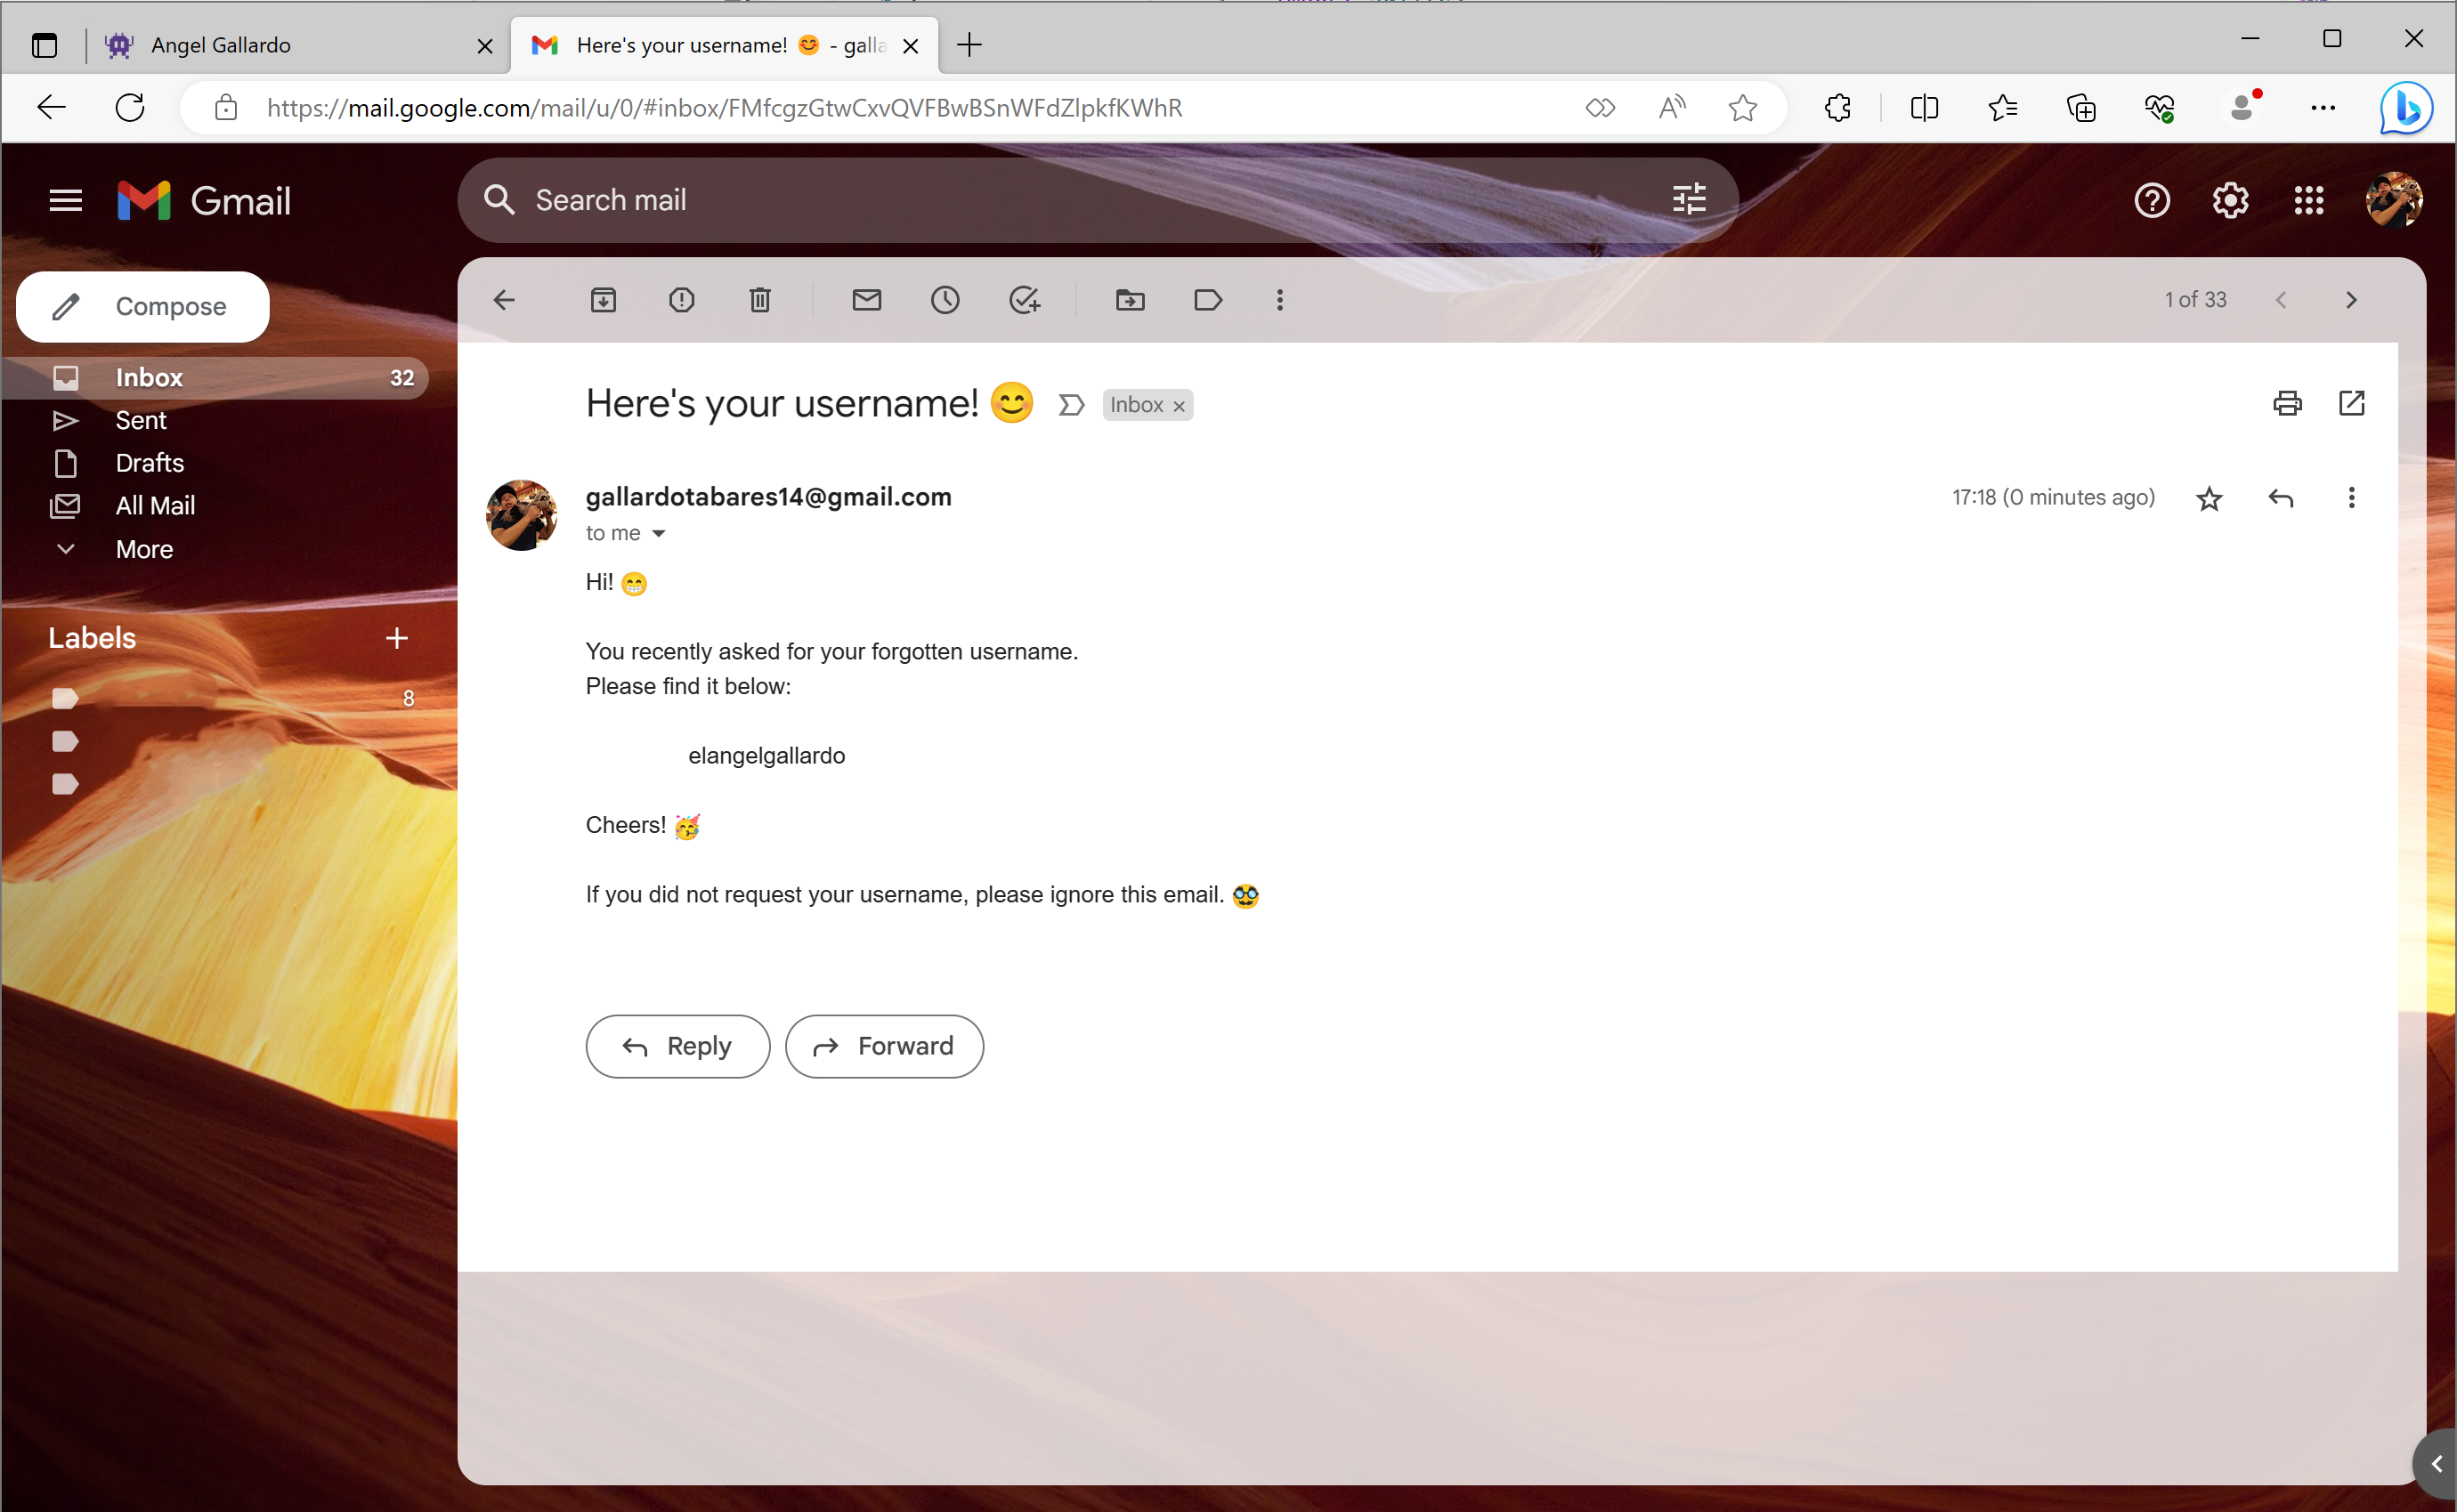 Angel Gallardo
Here's your username! 😊 - galla
https://mail.google.com/mail/u/0/#inbox/FMfcgzGtwCxvQVFBwBSnWFdZlpkfKWhR
Gmail
Search mail
Compose
1 of 33
Inbox 32
Sent
Drafts
All Mail
More
Labels
8
Here's your username! 😊 Inbox x
gallardotabares14@gmail.com 17:18 (0 minutes ago)
to me
Hi! 😁
You recently asked for your forgotten username.
Please find it below:
elangelgallardo
Cheers! 🥳
If you did not request your username, please ignore this email. 🥸
Reply Forward